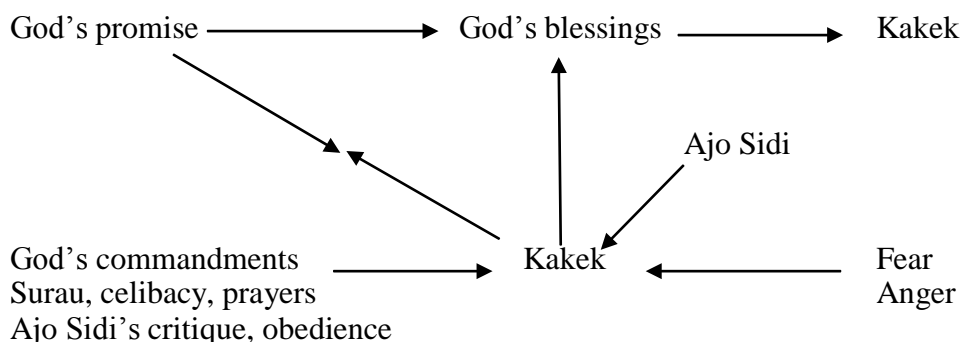 God's promise God's blessings Kakek
Ajo Sidi
God's commandments Kakek Fear
Surau, celibacy, prayers Anger
Ajo Sidi's critique, obedience